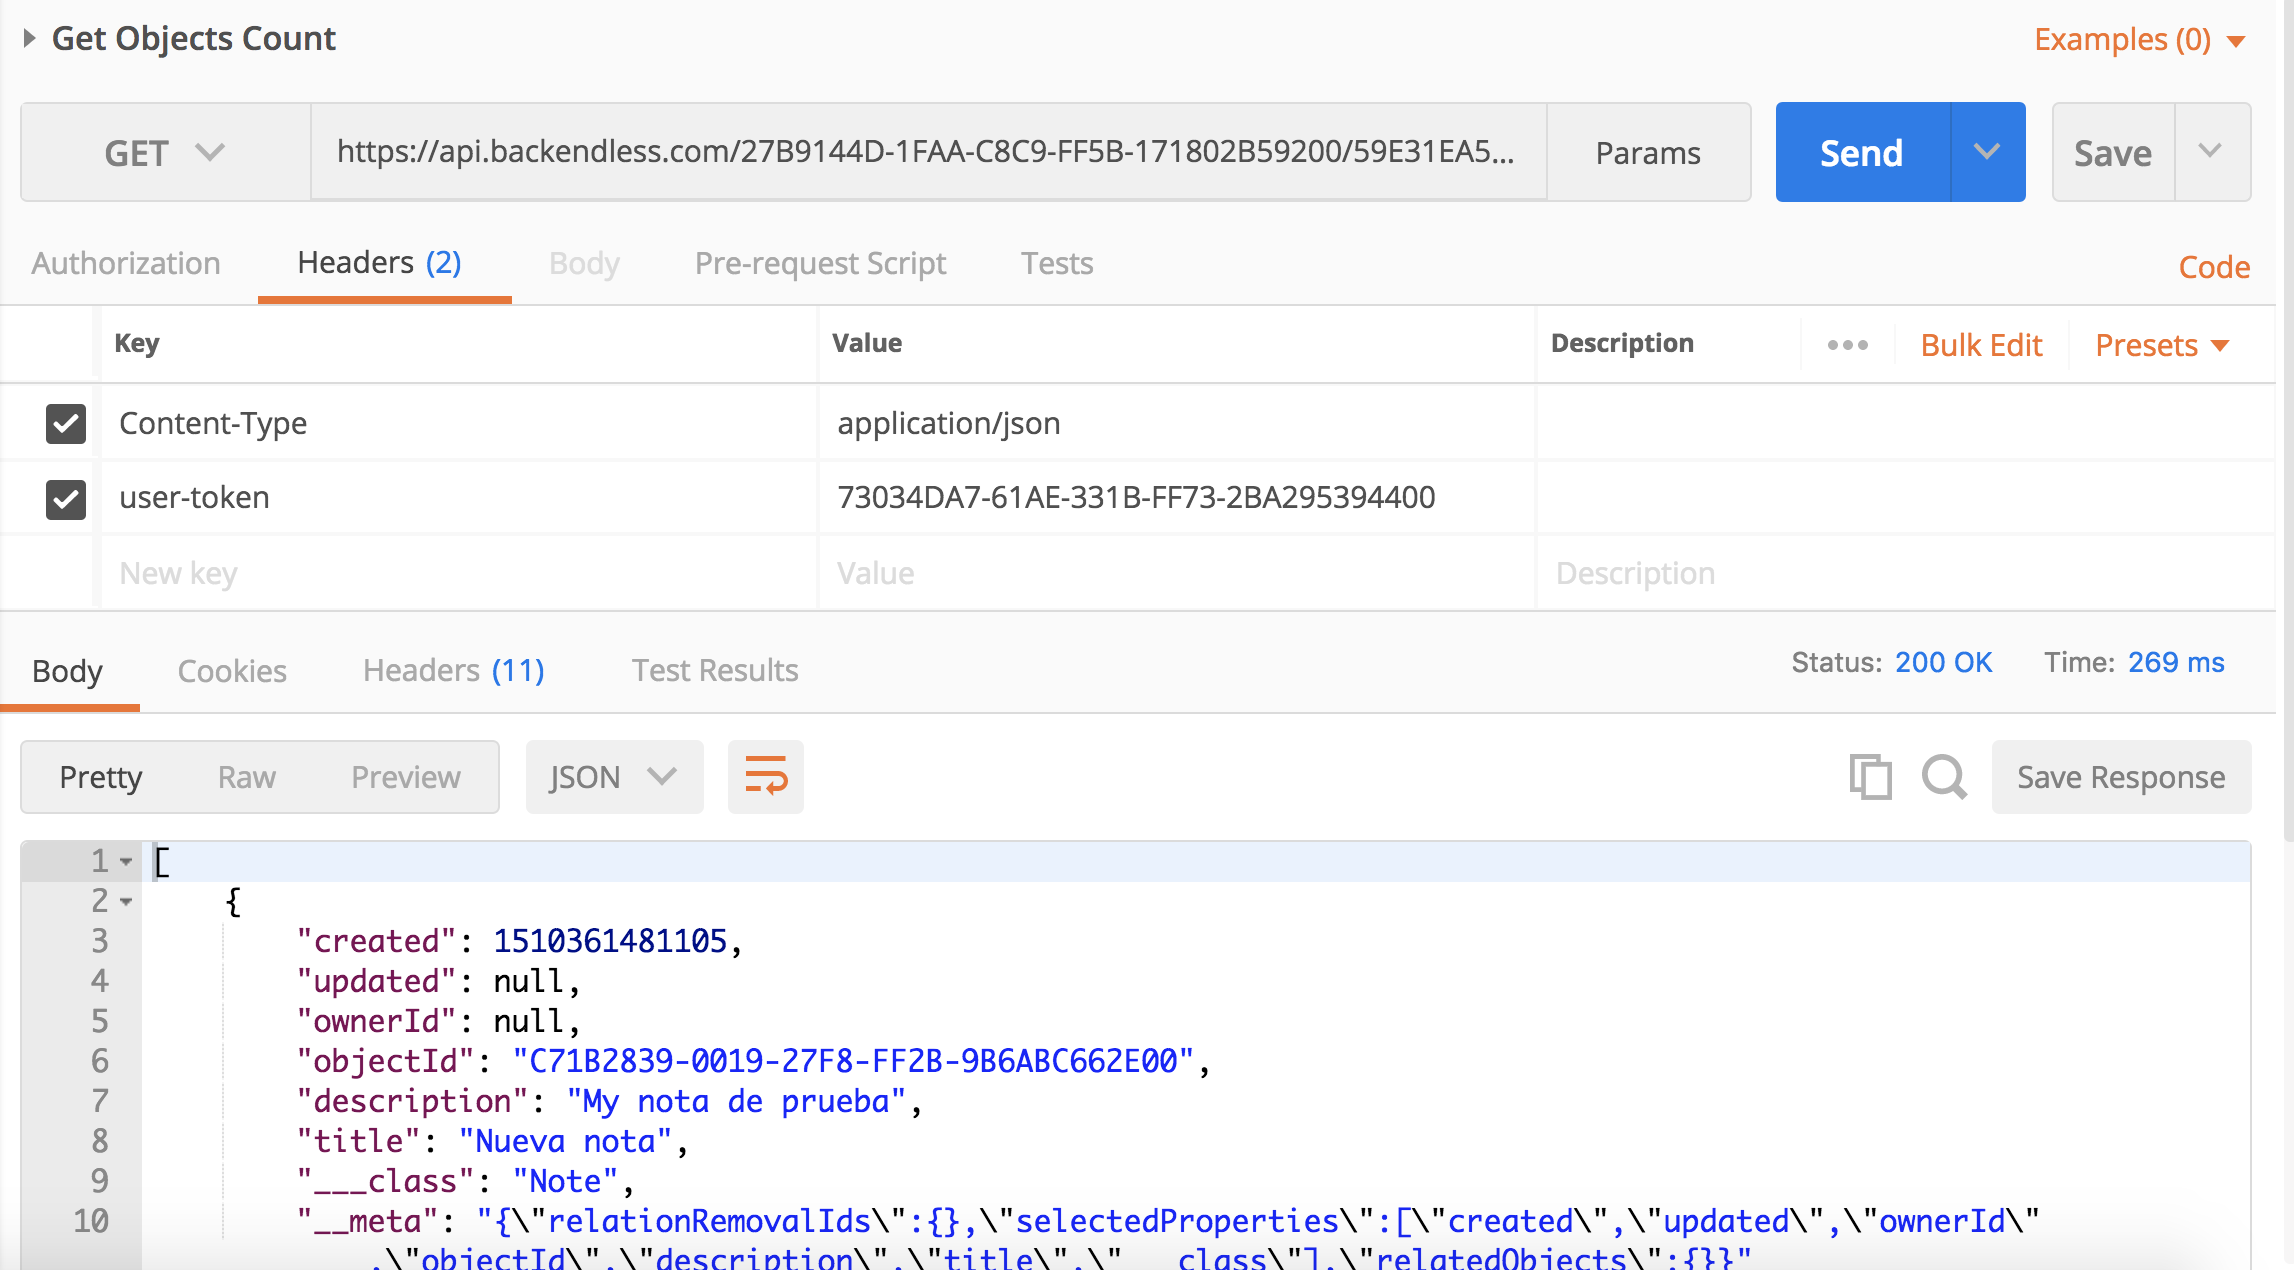 Get Objects Count
Examples (0)
GET
https://api.backendless.com/27B9144D-1FAA-C8C9-FF5B-171802B59200/59E31EA5...
Params
Send
Save
Authorization
Headers (2)
Body
Pre-request Script
Tests
Code
Key
Value
Description
Bulk Edit
Presets
Content-Type
application/json
user-token
73034DA7-61AE-331B-FF73-2BA295394400
New key
Value
Description
Body
Cookies
Headers (11)
Test Results
Status: 200 OK
Time: 269 ms
Pretty
Raw
Preview
JSON
Save Response
1 [
2 {
3 "created": 1510361481105,
4 "updated": null,
5 "ownerId": null,
6 "objectId": "C71B2839-0019-27F8-FF2B-9B6ABC662E00",
7 "description": "My nota de prueba",
8 "title": "Nueva nota",
9 "___class": "Note",
10 "__meta": "{\"relationRemovalIds\":{},\"selectedProperties\":[\"created\",\"updated\",\"ownerId\"
,\"objectId\",\"description\",\"title\",\"___class\"],\"relatedObjects\":{}}"